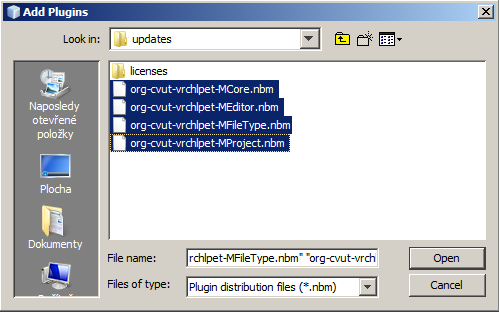 Add Plugins
Look in:
updates
Naposledy
otevřené
položky
Plocha
Dokumenty
licenses
org-cvut-vrchlpet-MCore.nbm
org-cvut-vrchlpet-MEditor.nbm
org-cvut-vrchlpet-MFileType.nbm
org-cvut-vrchlpet-MProject.nbm
File name:
rchlpet-MFileType.nbm" "org-cvut-vrch
Open
Files of type:
Plugin distribution files (*.nbm)
Cancel